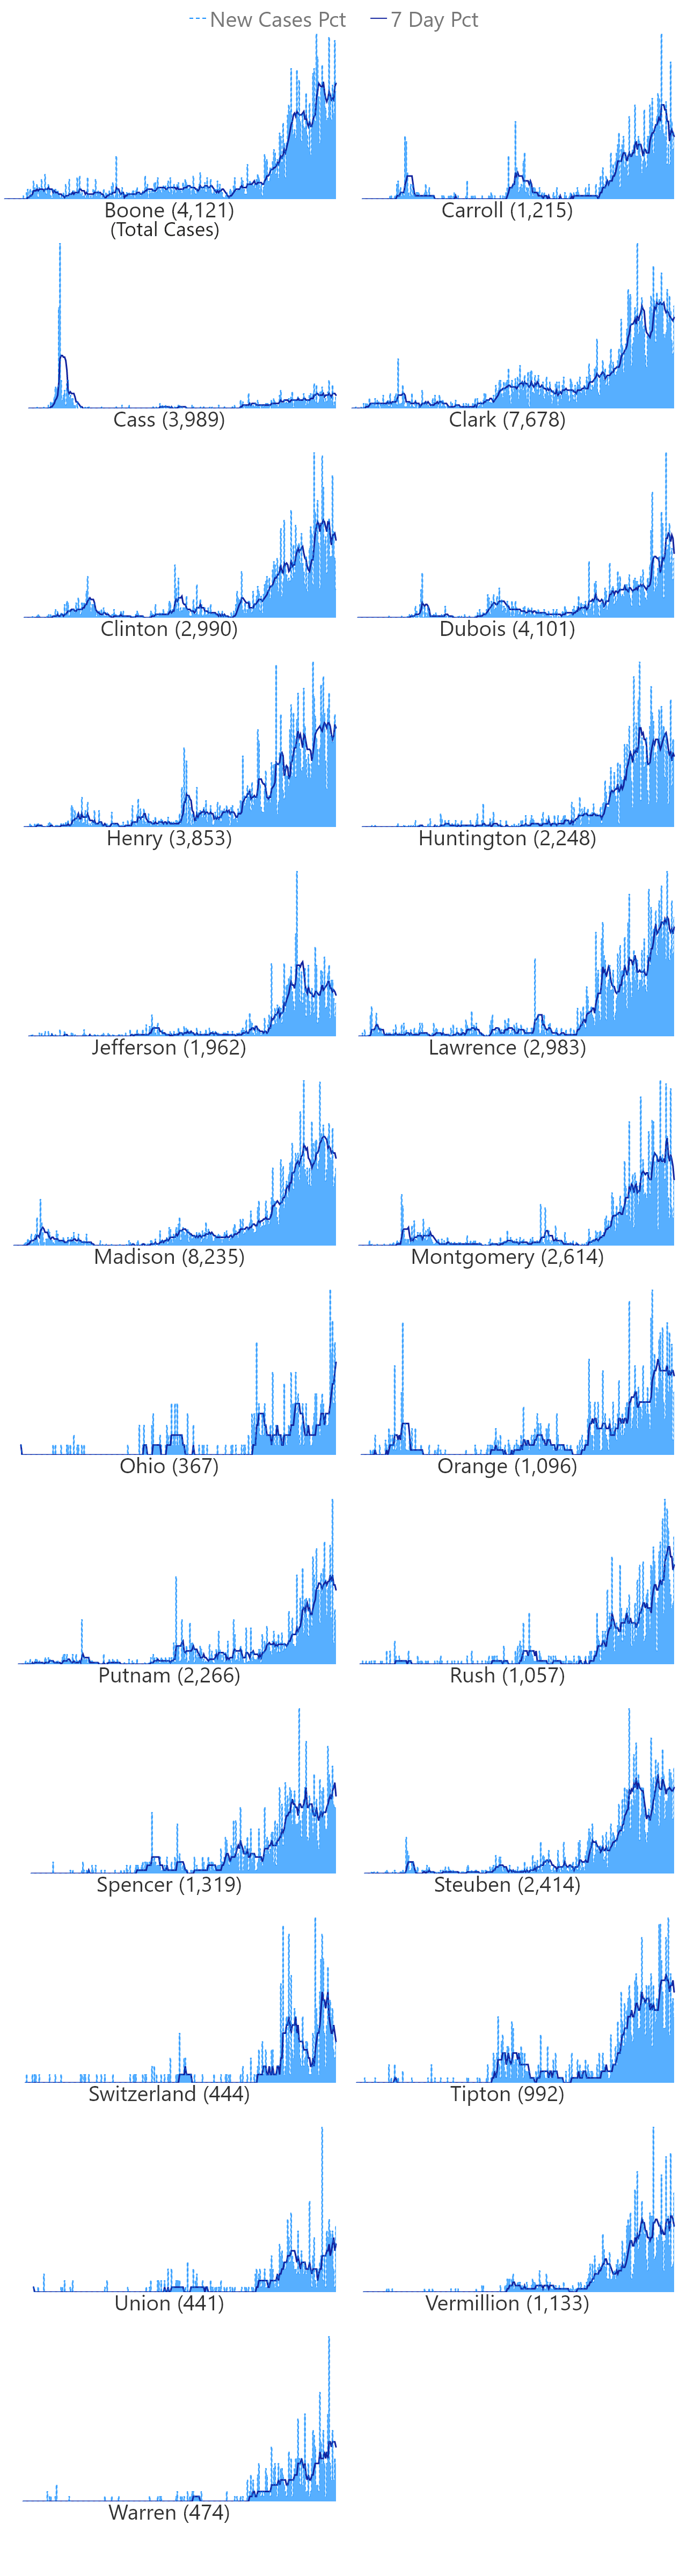 New Cases Pct 7 Day Pct
Boone (4,121) Carroll (1,215)
(Total Cases)
Cass (3,989) Clark (7,678)
Clinton (2,990) Dubois (4,101)
Henry (3,853) Huntington (2,248)
Jefferson (1,962) Lawrence (2,983)
Madison (8,235) Montgomery (2,614)
Ohio (367) Orange (1,096)
Putnam (2,266) Rush (1,057)
Spencer (1,319) Steuben (2,414)
Switzerland (444) Tipton (992)
Union (441) Vermillion (1,133)
Warren (474)